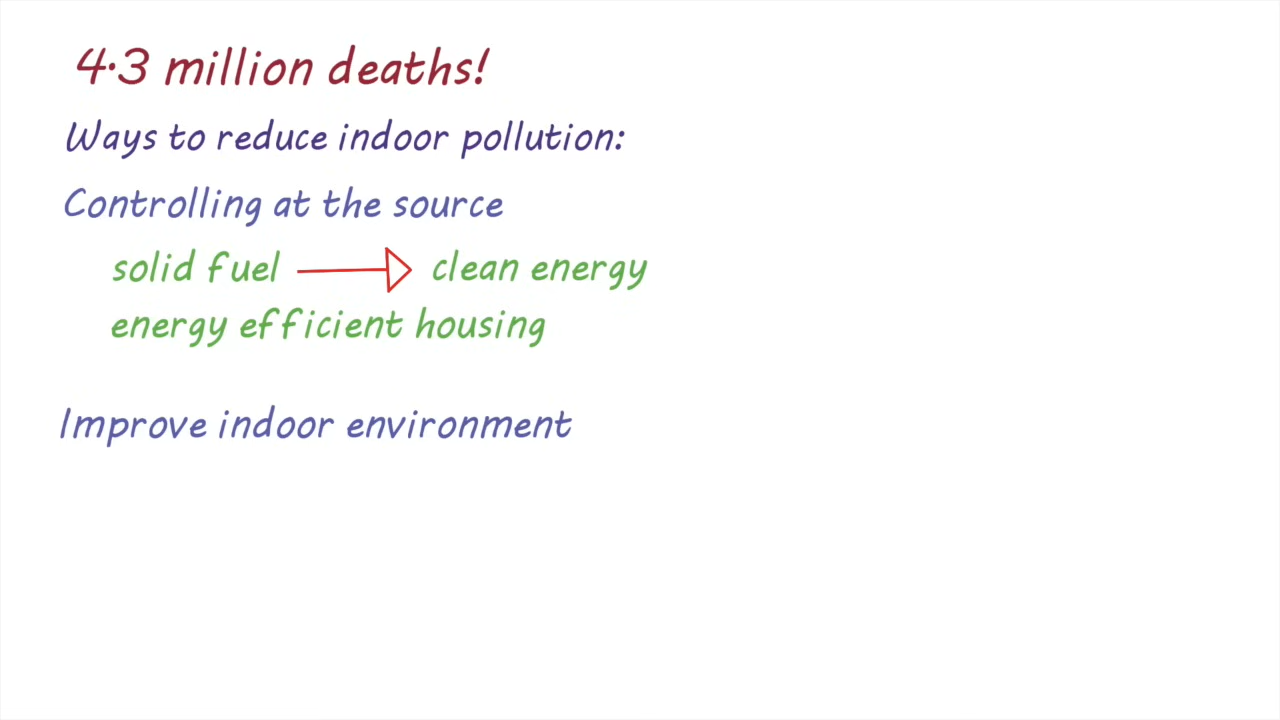 4·3 million deaths!
Ways to reduce indoor pollution:
Controlling at the source
solid fuel → clean energy
energy efficient housing
Improve indoor environment